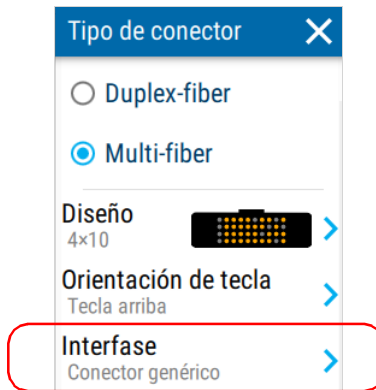 Tipo de conector
Duplex-fiber
Multi-fiber
Diseño
4×10
Orientación de tecla
Tecla arriba
Interfase
Conector genérico